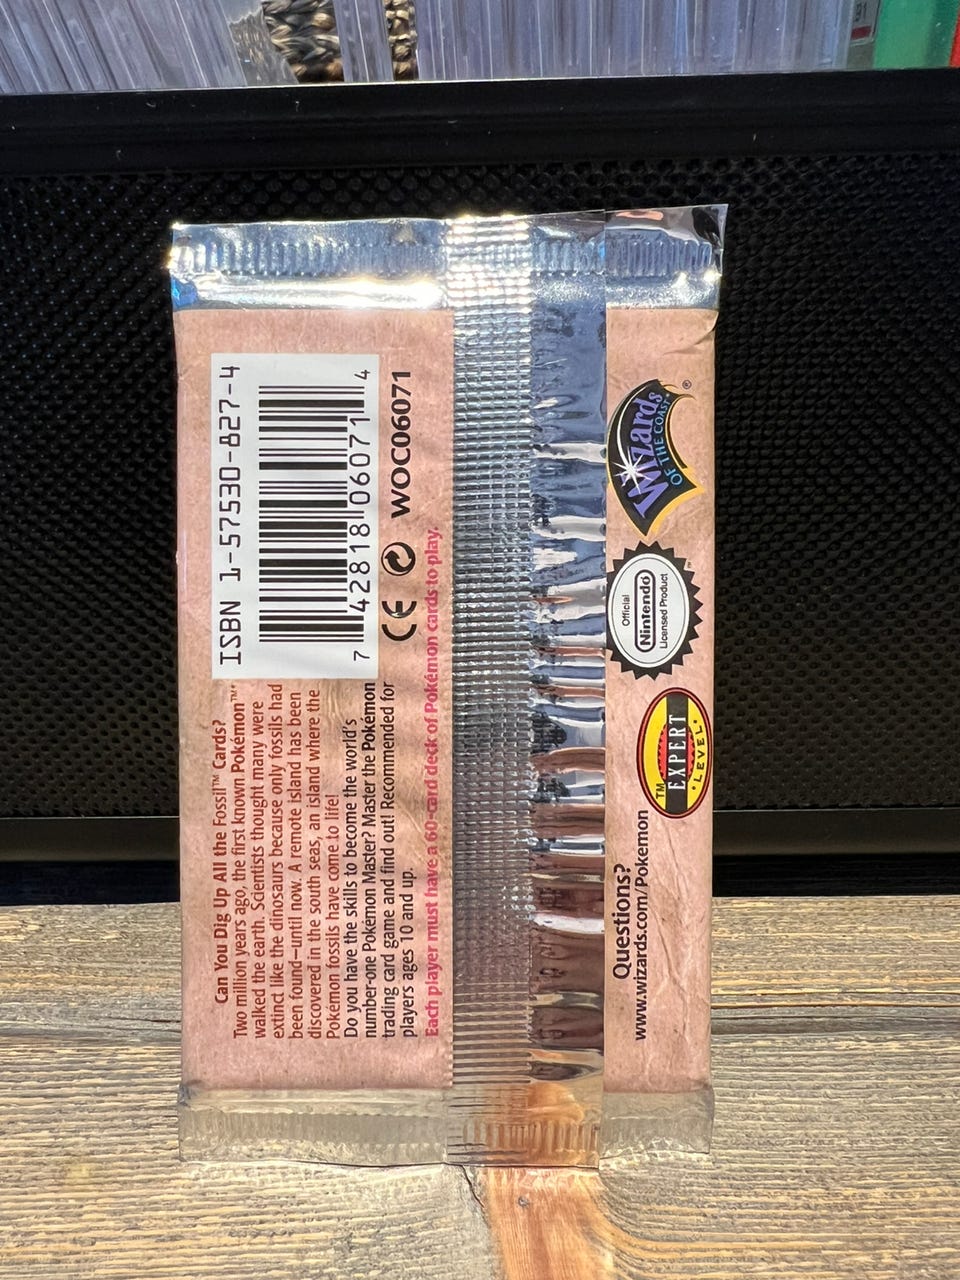 Can You Dig Up All the Fossil™ Cards?
Two million years ago, the first known Pokémon™*
walked the earth. Scientists thought many were
extinct like the dinosaurs because only fossils had
been found—until now. A remote island has been
discovered in the south seas, an island where the
Pokémon fossils have come to life!
Do you have the skills to become the world's
number-one Pokémon Master? Master the Pokémon
trading card game and find out! Recommended for
players ages 10 and up.
Each player must have a 60-card deck of Pokémon cards to play.
ISBN 1-57530-827-4
7 42818 06071 4
CE WOC06071
Questions?
www.wizards.com/Pokemon
TM
EXPERT
•LEVEL•
Official
Nintendo
Licensed Product
™
Wizards
OF THE COAST®
®